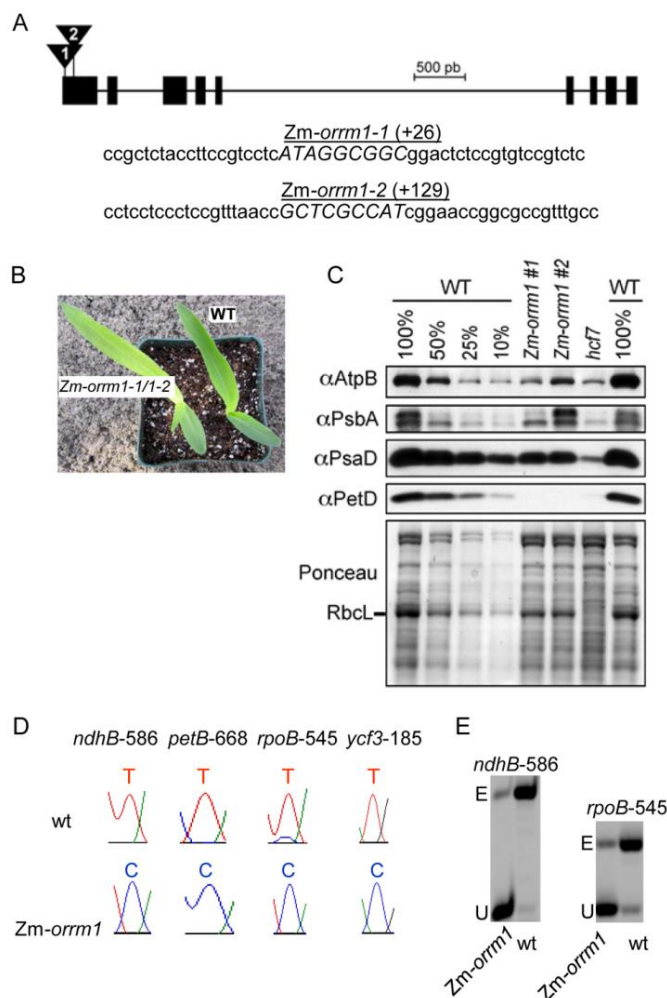 A
2
1
500 pb
Zm-orrm1-1 (+26)
ccgctctaccttccgtcctcATAGGCGGCggactctccgtgtccgtctc
Zm-orrm1-2 (+129)
cctcctccctccgtttaaccGCTCGCCATcggaaccggcgccgtttgcc
B
WT
Zm-orrm1-1/1-2
C
WT
Zm-orrm1 #1
Zm-orrm1 #2
hcf7
WT
100%
50%
25%
10%
100%
αAtpB
αPsbA
αPsaD
αPetD
Ponceau
RbcL
D
ndhB-586 petB-668 rpoB-545 ycf3-185
T T T T
wt
C C C C
Zm-orrm1
E
ndhB-586
E
U
Zm-orrm1
wt
rpoB-545
E
U
Zm-orrm1
wt